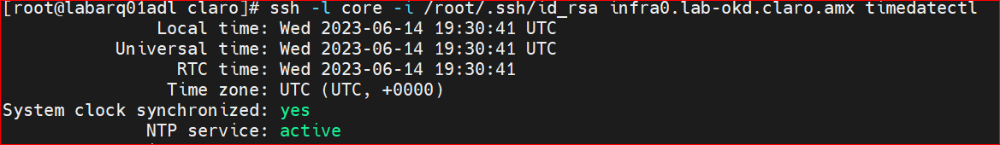 [root@labarq01adl claro]# ssh -l core -i /root/.ssh/id_rsa infra0.lab-okd.claro.amx timedatectl
Local time: Wed 2023-06-14 19:30:41 UTC
Universal time: Wed 2023-06-14 19:30:41 UTC
RTC time: Wed 2023-06-14 19:30:41
Time zone: UTC (UTC, +0000)
System clock synchronized: yes
NTP service: active